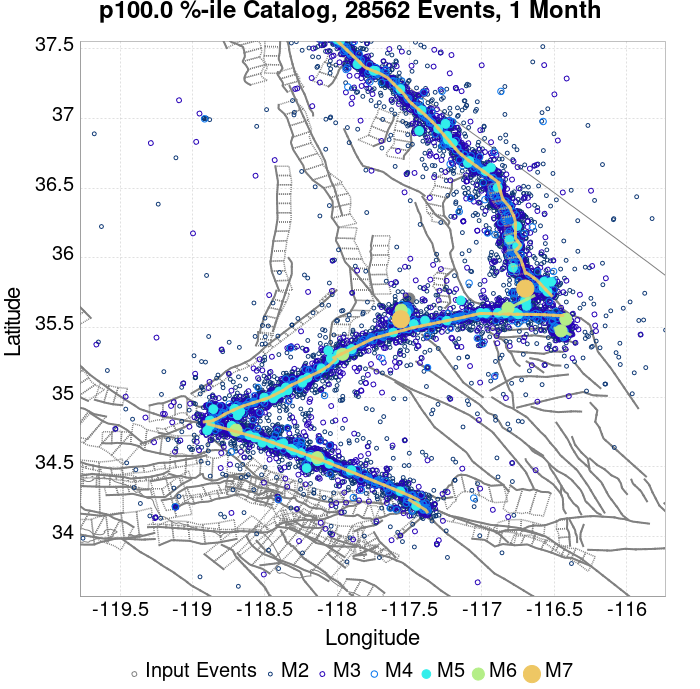 p100.0 %-ile Catalog, 28562 Events, 1 Month
37.5
37
36.5
36
35.5
35
34.5
34
Latitude
-119.5 -119 -118.5 -118 -117.5 -117 -116.5 -116
Longitude
Input Events M2 M3 M4 M5 M6 M7